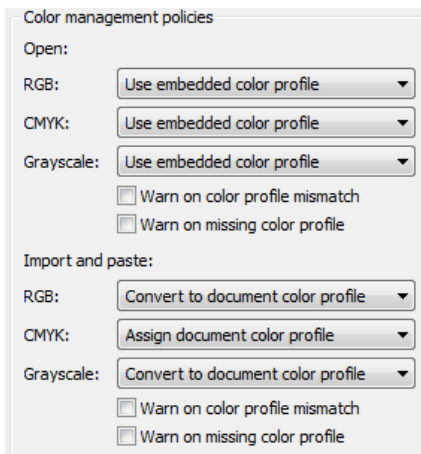 Color management policies
Open:
RGB: Use embedded color profile
CMYK: Use embedded color profile
Grayscale: Use embedded color profile
Warn on color profile mismatch
Warn on missing color profile
Import and paste:
RGB: Convert to document color profile
CMYK: Assign document color profile
Grayscale: Convert to document color profile
Warn on color profile mismatch
Warn on missing color profile